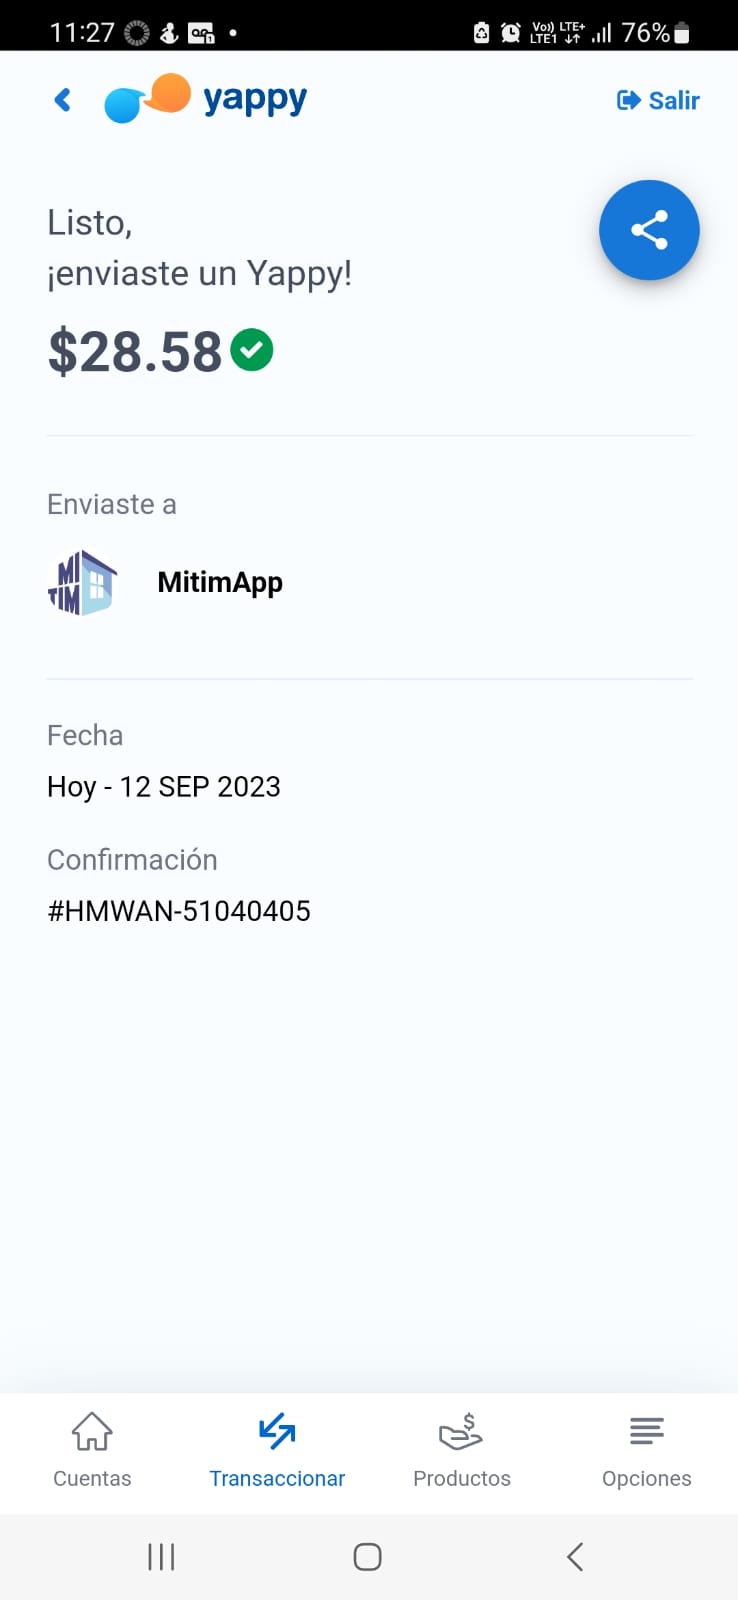 11:27
Vo)) LTE+
LTE1
76%
yappy
Salir
Listo,
¡enviaste un Yappy!
$28.58
Enviaste a
MI
TIM
MitimApp
Fecha
Hoy - 12 SEP 2023
Confirmación
#HMWAN-51040405
$
Cuentas Transaccionar Productos Opciones